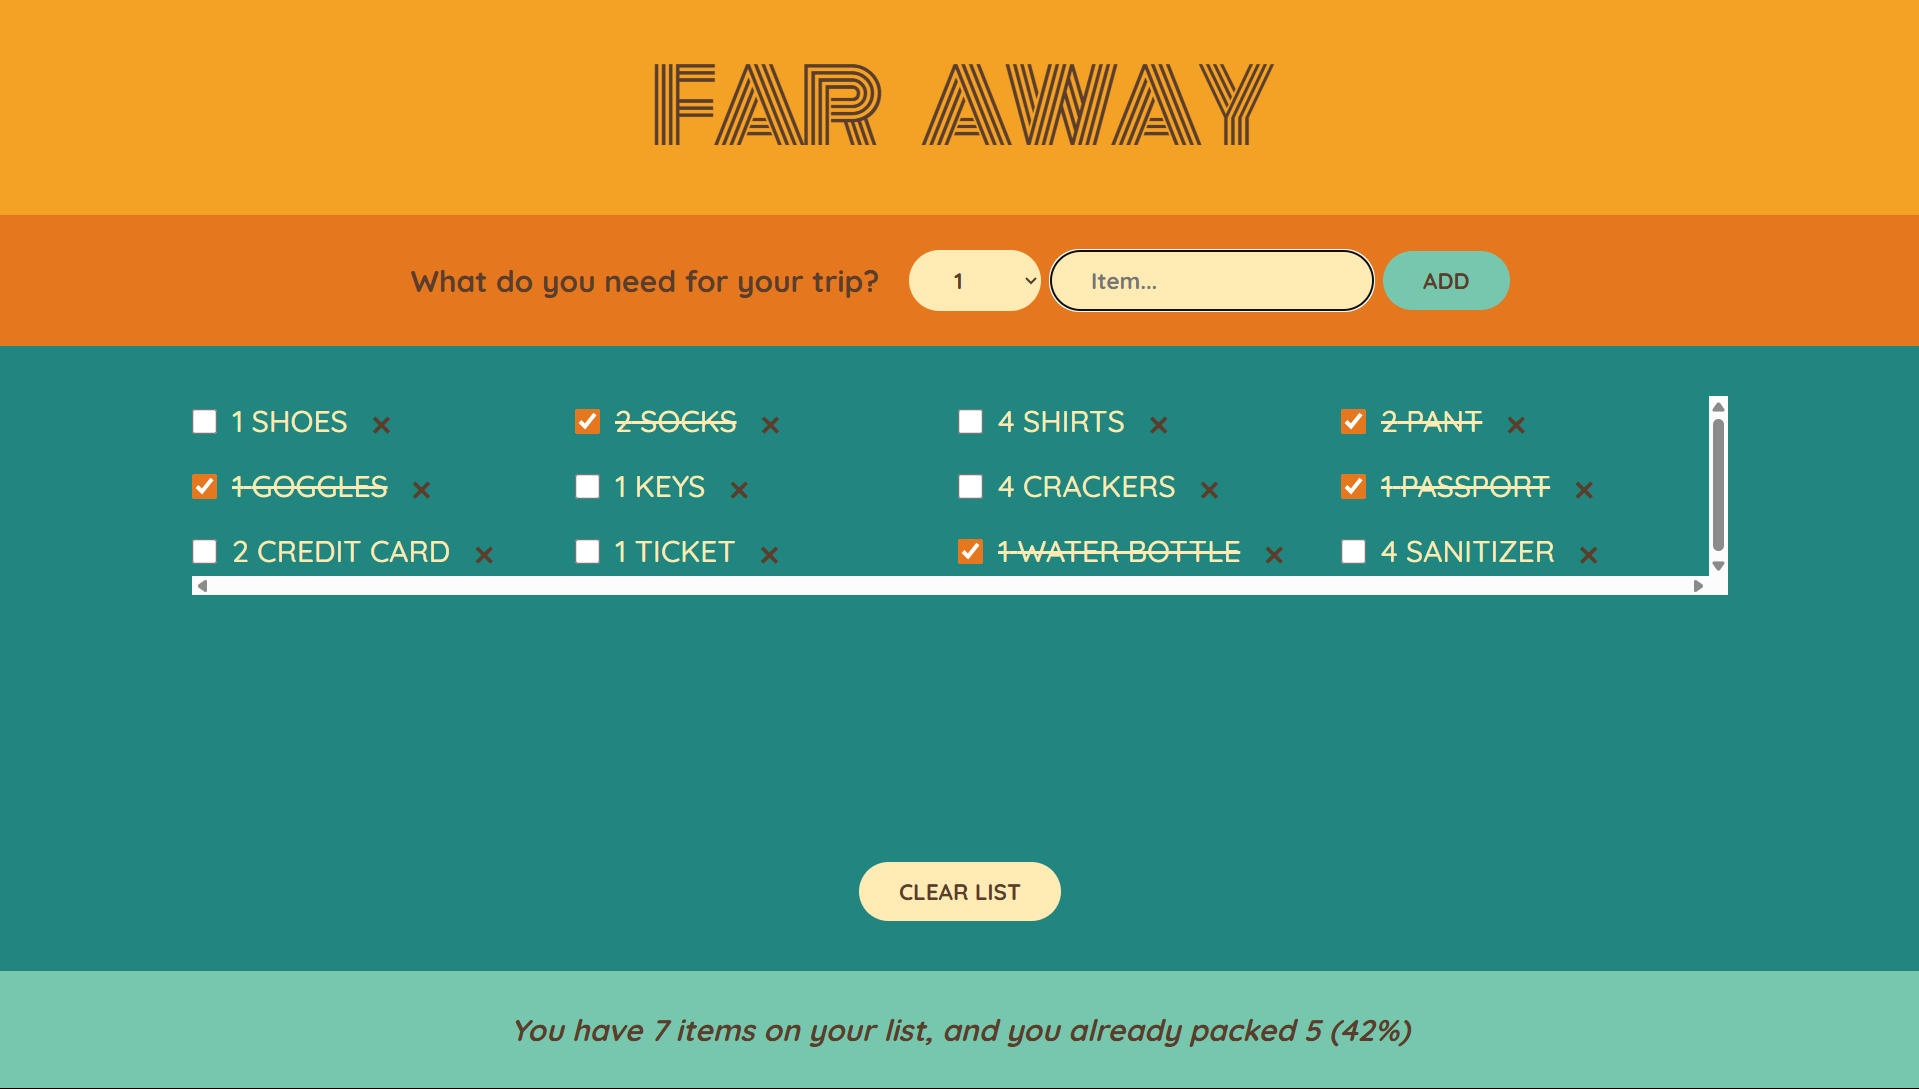 FAR AWAY
What do you need for your trip? 1 Item... ADD
1 SHOES 2 SOCKS 4 SHIRTS 2 PANT
1 GOGGLES 1 KEYS 4 CRACKERS 1 PASSPORT
2 CREDIT CARD 1 TICKET 1 WATER BOTTLE 4 SANITIZER
CLEAR LIST
You have 7 items on your list, and you already packed 5 (42%)